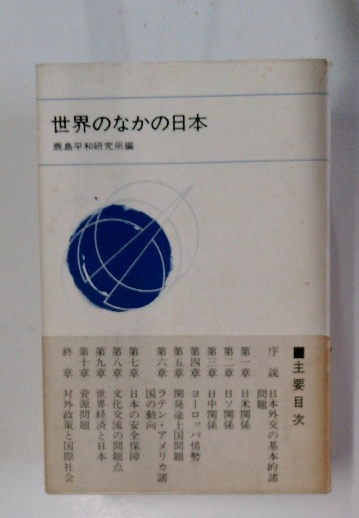 世界のなかの日本
鹿島平和研究所編
■主要目次
序説 日本外交の基本的諸
問題
第一章 日米関係
第二章 日ソ関係
第三章 日中関係
第四章 ヨーロッパ情勢
第五章 開発途上国問題
第六章 ラテン・アメリカ諸
国の動向
第七章 日本の安全保障
第八章 文化交流の問題点
第九章 世界経済と日本
第十章 資源問題
終章 対外政策と国際社会